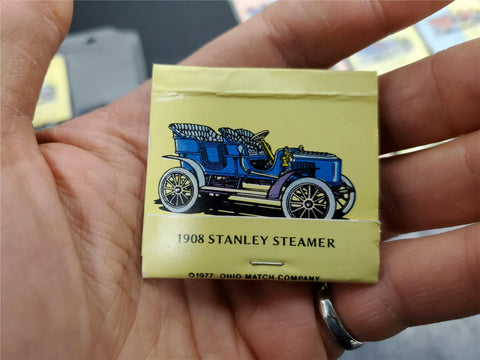 1908 STANLEY STEAMER
©1977 OHIO MATCH COMPANY